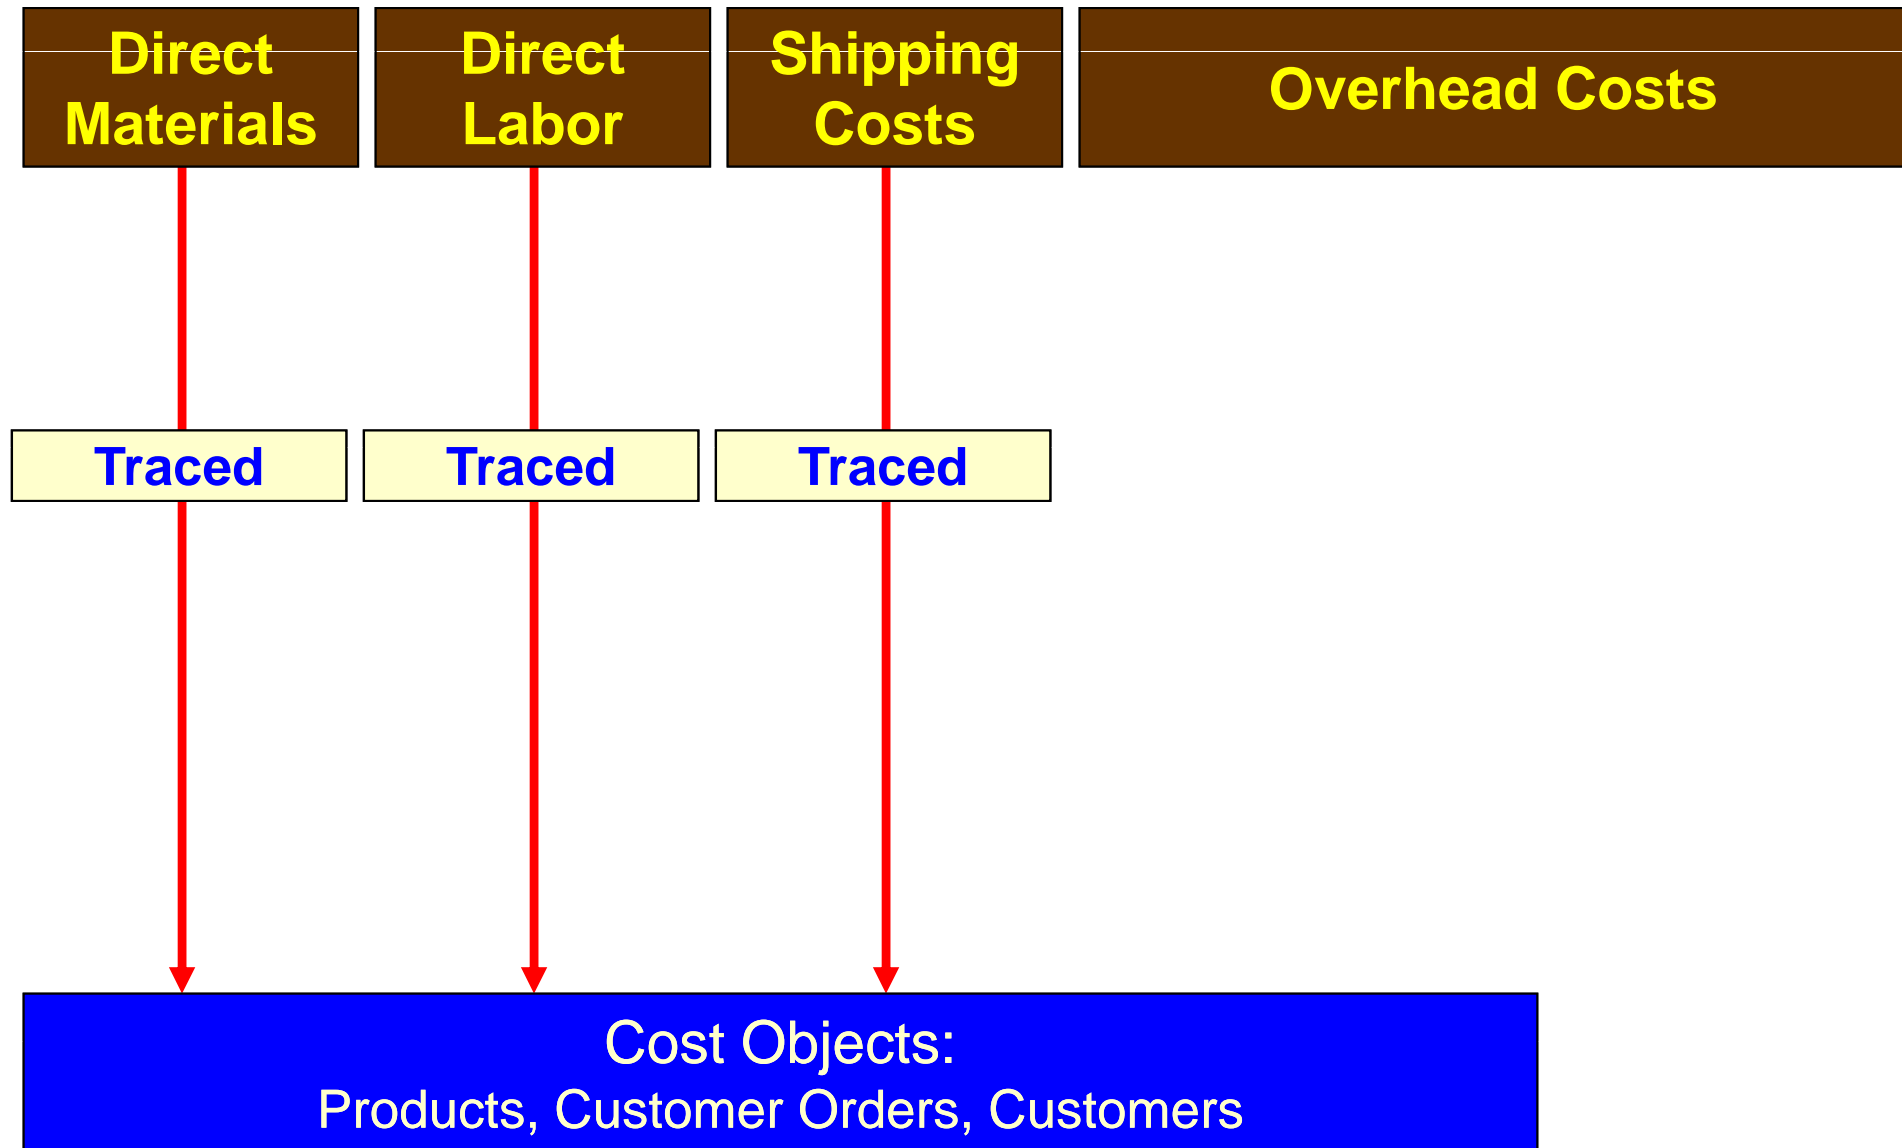 Direct
Materials
Direct
Labor
Shipping
Costs
Overhead Costs
Traced
Traced
Traced
Cost Objects:
Products, Customer Orders, Customers